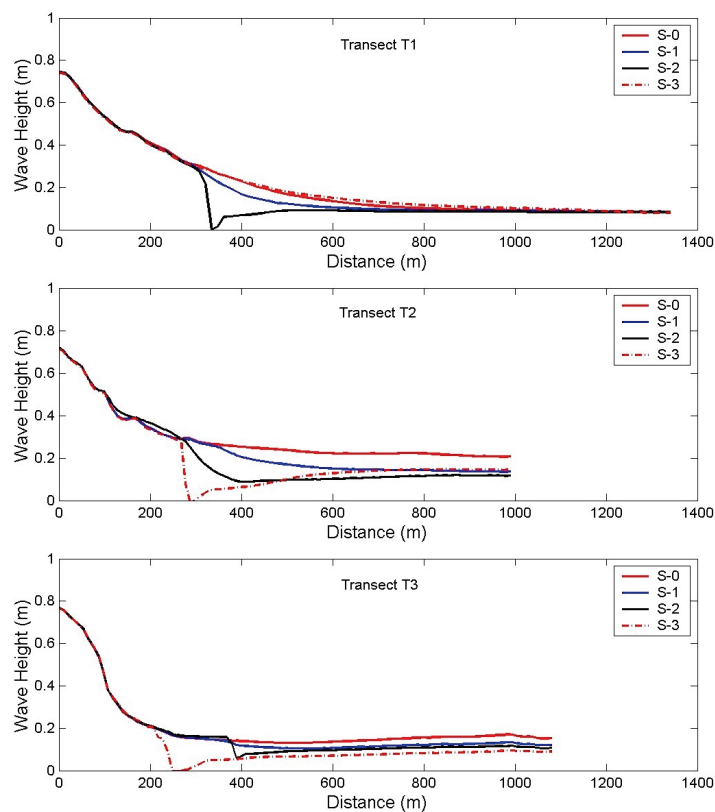 1
Transect T1
S-0
0.8
S-1
S-2
0.6
S-3
Wave Height (m)
0.4
0.2
0
0 200 400 600 800 1000 1200 1400
Distance (m)
1
Transect T2
S-0
0.8
S-1
S-2
0.6
S-3
Wave Height (m)
0.4
0.2
0
0 200 400 600 800 1000 1200 1400
Distance (m)
1
Transect T3
S-0
0.8
S-1
S-2
0.6
S-3
Wave Height (m)
0.4
0.2
0
0 200 400 600 800 1000 1200 1400
Distance (m)